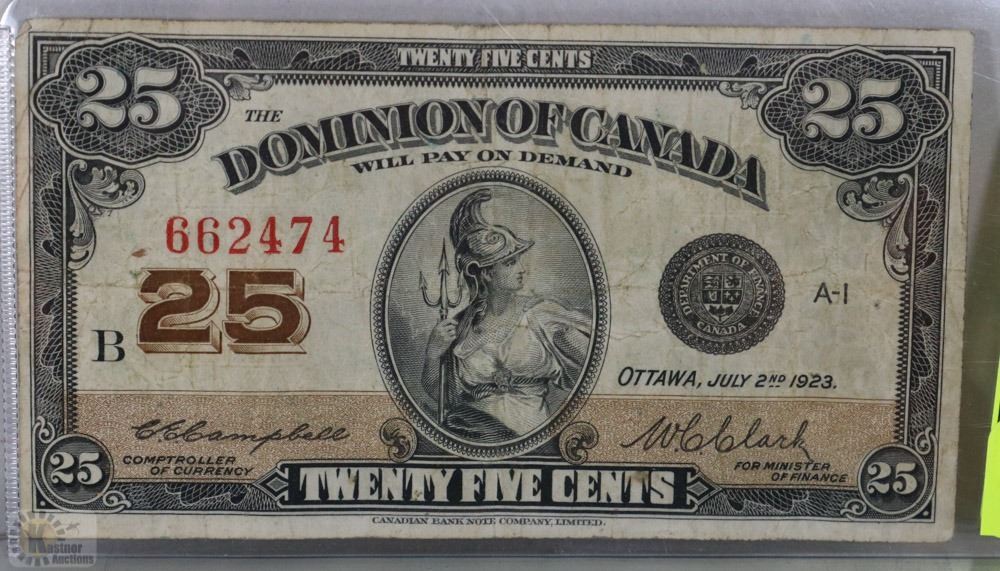 TWENTY FIVE CENTS
25
25
THE
DOMINION OF CANADA
WILL PAY ON DEMAND
662474
25
B
DEPARTMENT OF FINANCE
CANADA
A-1
OTTAWA, JULY 2ND 1923.
C E Campbell
W C Clark
COMPTROLLER
OF CURRENCY
FOR MINISTER
OF FINANCE
25
25
TWENTY FIVE CENTS
CANADIAN BANK NOTE COMPANY, LIMITED.
Kastner
Auctions